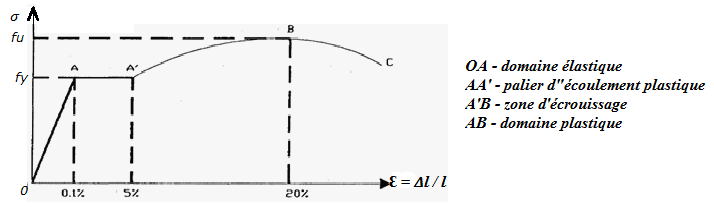 σ
fu
B
fy
A
A'
C
0
0.1%
5%
20%
Ɛ = Δl / l
OA - domaine élastique
AA' - palier d''écoulement plastique
A'B - zone d'écrouissage
AB - domaine plastique